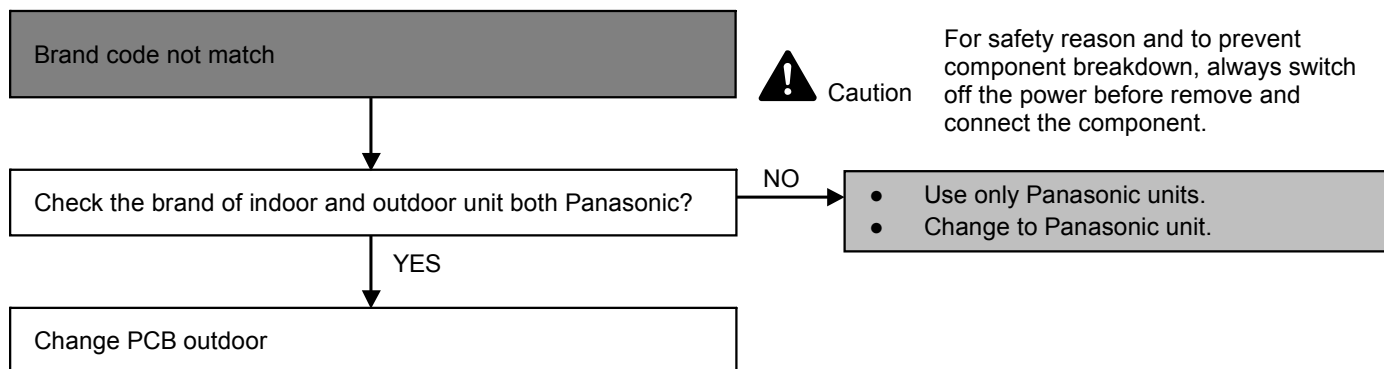 Brand code not match
Caution
For safety reason and to prevent
component breakdown, always switch
off the power before remove and
connect the component.
Check the brand of indoor and outdoor unit both Panasonic?
NO
● Use only Panasonic units.
● Change to Panasonic unit.
YES
Change PCB outdoor